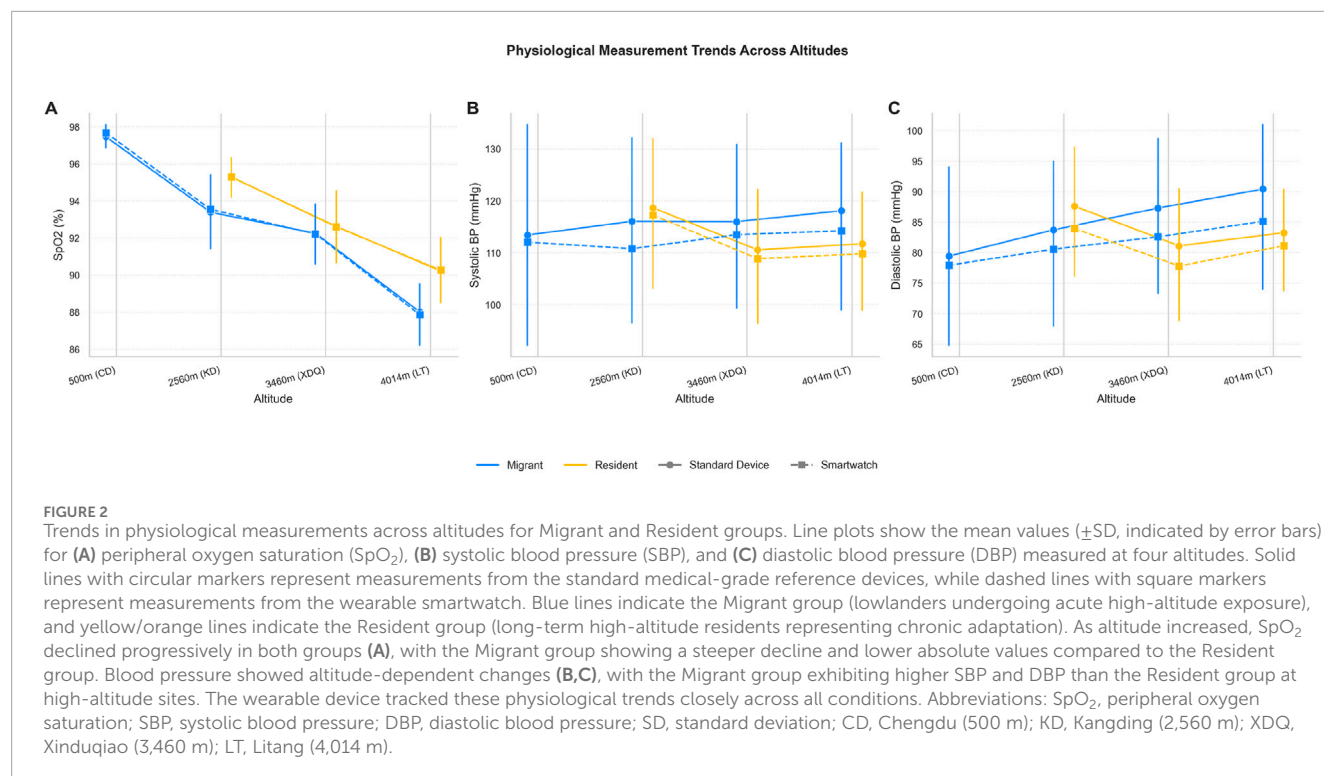 Physiological Measurement Trends Across Altitudes
A
SpO2 (%)
98
96
94
92
90
88
86
500m (CD)
2560m (KD)
3460m (XDQ)
4014m (LT)
Altitude
B
Systolic BP (mmHg)
130
120
110
100
500m (CD)
2560m (KD)
3460m (XDQ)
4014m (LT)
Altitude
C
Diastolic BP (mmHg)
100
95
90
85
80
75
70
65
500m (CD)
2560m (KD)
3460m (XDQ)
4014m (LT)
Altitude
Migrant
Resident
Standard Device
Smartwatch
FIGURE 2
Trends in physiological measurements across altitudes for Migrant and Resident groups. Line plots show the mean values (±SD, indicated by error bars)
for (A) peripheral oxygen saturation (SpO₂), (B) systolic blood pressure (SBP), and (C) diastolic blood pressure (DBP) measured at four altitudes. Solid
lines with circular markers represent measurements from the standard medical-grade reference devices, while dashed lines with square markers
represent measurements from the wearable smartwatch. Blue lines indicate the Migrant group (lowlanders undergoing acute high-altitude exposure),
and yellow/orange lines indicate the Resident group (long-term high-altitude residents representing chronic adaptation). As altitude increased, SpO₂
declined progressively in both groups (A), with the Migrant group showing a steeper decline and lower absolute values compared to the Resident
group. Blood pressure showed altitude-dependent changes (B,C), with the Migrant group exhibiting higher SBP and DBP than the Resident group at
high-altitude sites. The wearable device tracked these physiological trends closely across all conditions. Abbreviations: SpO₂, peripheral oxygen
saturation; SBP, systolic blood pressure; DBP, diastolic blood pressure; SD, standard deviation; CD, Chengdu (500 m); KD, Kangding (2,560 m); XDQ,
Xinduqiao (3,460 m); LT, Litang (4,014 m).